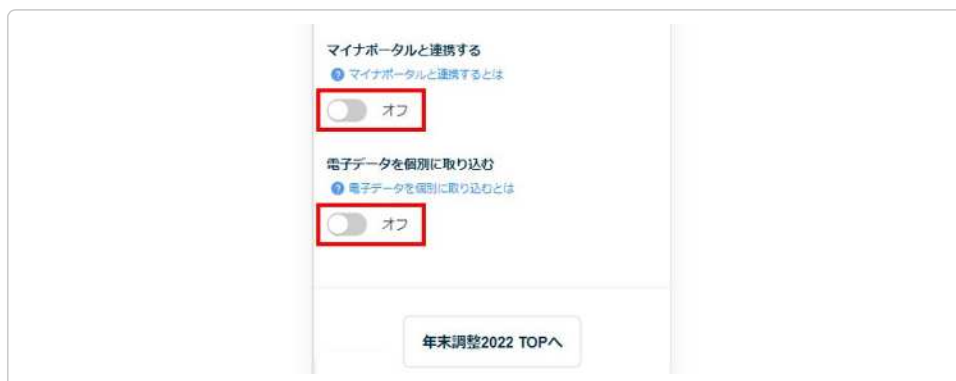 マイナポータルと連携する
マイナポータルと連携するとは
オフ
電子データを個別に取り込む
電子データを個別に取り込むとは
オフ
年末調整2022 TOPへ